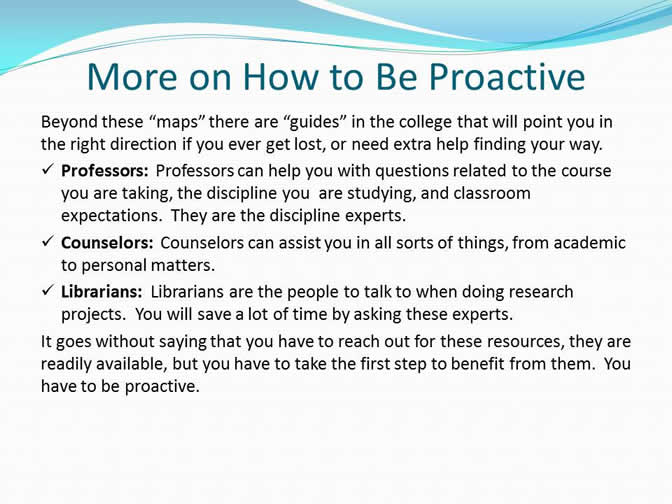 More on How to Be Proactive
Beyond these “maps” there are “guides” in the college that will point you in
the right direction if you ever get lost, or need extra help finding your way.
✓ Professors: Professors can help you with questions related to the course
you are taking, the discipline you are studying, and classroom
expectations. They are the discipline experts.
✓ Counselors: Counselors can assist you in all sorts of things, from academic
to personal matters.
✓ Librarians: Librarians are the people to talk to when doing research
projects. You will save a lot of time by asking these experts.
It goes without saying that you have to reach out for these resources, they are
readily available, but you have to take the first step to benefit from them. You
have to be proactive.